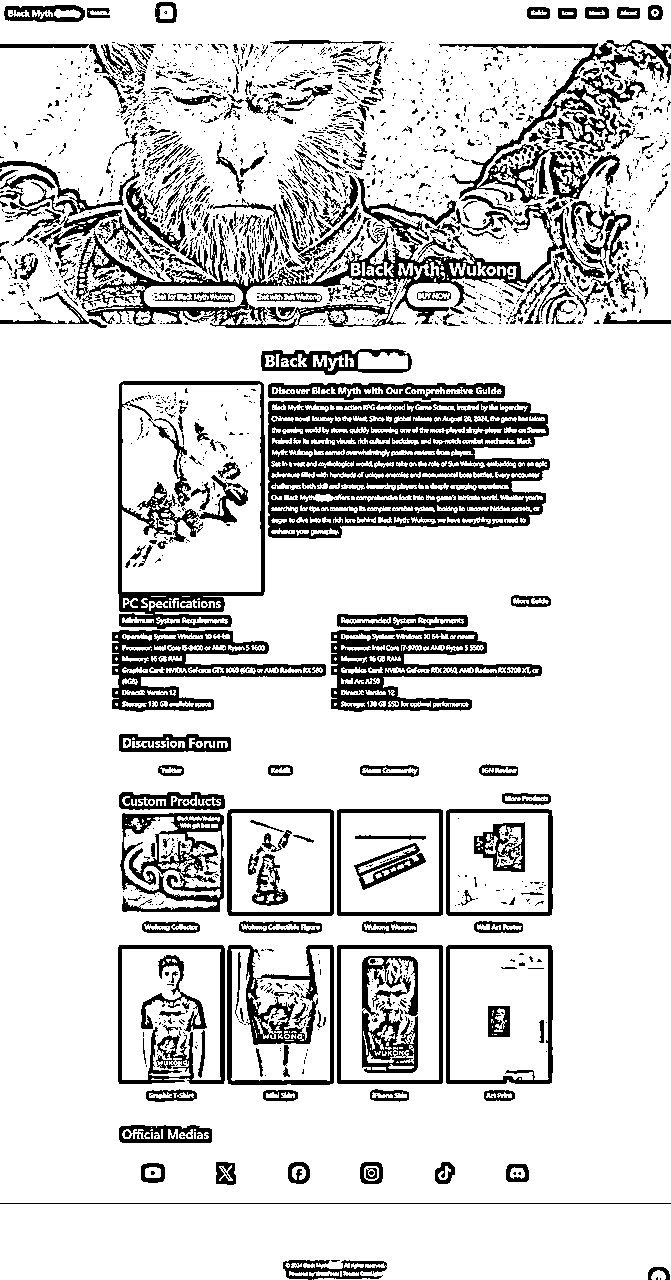 Black Myth
Guide Lore Merch About
Black Myth: Wukong
BUY NOW
Black Myth
Discover Black Myth with Our Comprehensive Guide
Black Myth: Wukong is an action RPG developed by Game Science, inspired by the legendary
Chinese novel Journey to the West. Since its global release on August 20, 2024, the game has taken
the gaming world by storm, quickly becoming one of the most-played single-player titles on Steam.
Praised for its stunning visuals, rich cultural backdrop, and top-notch combat mechanics, Black
Myth: Wukong has earned overwhelmingly positive reviews from players.
Set in a vast and mythological world, players take on the role of Sun Wukong, embarking on an epic
adventure filled with hundreds of unique enemies and monumental boss battles. Every encounter
challenges both skill and strategy, immersing players in a deeply engaging experience.
Our Black Myth offers a comprehensive look into the game's intricate world. Whether you're
searching for tips on mastering its complex combat system, looking to uncover hidden secrets, or
eager to dive into the rich lore behind Black Myth: Wukong, we have everything you need to
enhance your gameplay.
More Guide
PC Specifications
Minimum System Requirements
Operating System: Windows 10 64-bit
Processor: Intel Core i5-8400 or AMD Ryzen 5 1600
Memory: 16 GB RAM
Graphics Card: NVIDIA GeForce GTX 1060 (6GB) or AMD Radeon RX 580
(8GB)
DirectX: Version 12
Storage: 130 GB available space
Recommended System Requirements
Operating System: Windows 10 64-bit or newer
Processor: Intel Core i7-9700 or AMD Ryzen 5 5500
Memory: 16 GB RAM
Graphics Card: NVIDIA GeForce RTX 2060, AMD Radeon RX 5700 XT, or
Intel Arc A750
DirectX: Version 12
Storage: 130 GB SSD for optimal performance
Discussion Forum
Twitter Reddit Steam Community IGN Review
Custom Products
More Products
Wukong Collector Wukong Collectible Figure Wukong Weapon Wall Art Poster
WUKONG
WUKONG
WUKONG
Graphic T-Shirt Mini Skirt iPhone Skin Art Print
Official Medias
© 2024 Black Myth All rights reserved.